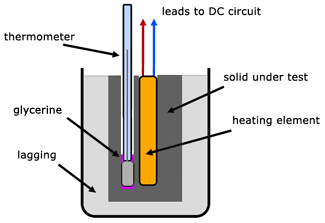 leads to DC circuit
thermometer
solid under test
glycerine
heating element
lagging